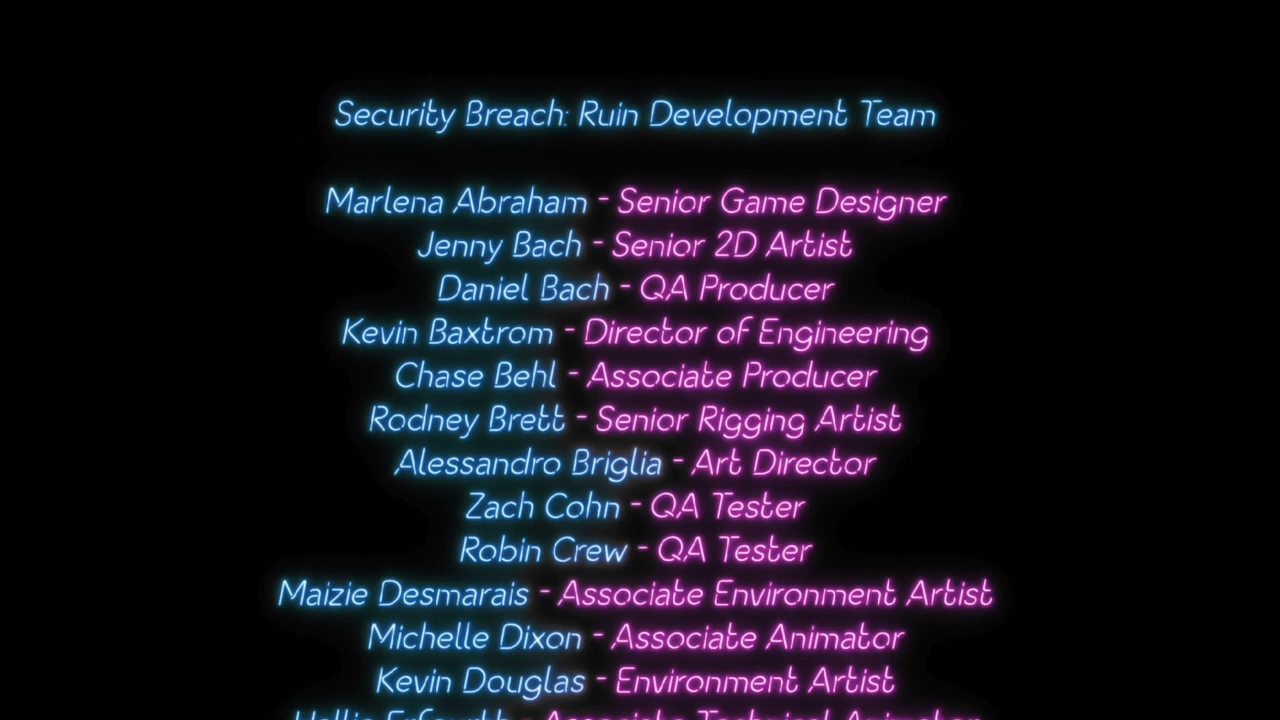 Security Breach: Ruin Development Team
Marlena Abraham - Senior Game Designer
Jenny Bach - Senior 2D Artist
Daniel Bach - QA Producer
Kevin Baxtrom - Director of Engineering
Chase Behl - Associate Producer
Rodney Brett - Senior Rigging Artist
Alessandro Briglia - Art Director
Zach Cohn - QA Tester
Robin Crew - QA Tester
Maizie Desmarais - Associate Environment Artist
Michelle Dixon - Associate Animator
Kevin Douglas - Environment Artist
- Associate Technical Animator